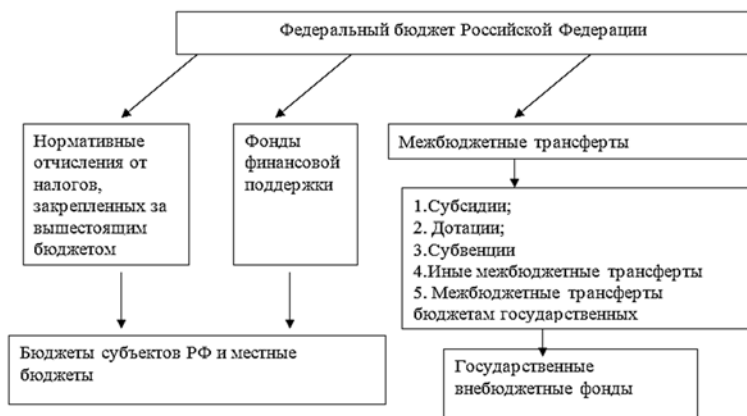 Федеральный бюджет Российской Федерации
Нормативные
отчисления от
налогов,
закрепленных за
вышестоящим
бюджетом
Фонды
финансовой
поддержки
Межбюджетные трансферты
1.Субсидии;
2. Дотации;
3.Субвенции
4.Иные межбюджетные трансферты
5. Межбюджетные трансферты
бюджетам государственных
Бюджеты субъектов РФ и местные
бюджеты
Государственные
внебюджетные фонды